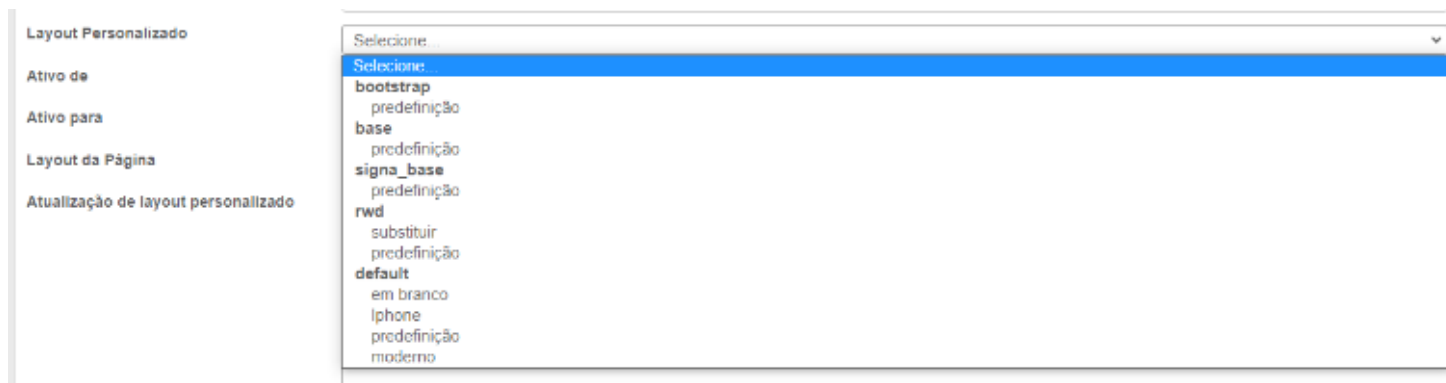 Layout Personalizado
Selecione...
Selecione...
bootstrap
predefinição
base
predefinição
signa_base
predefinição
rwd
substituir
predefinição
default
em branco
Iphone
predefinição
moderno
Ativo de
Ativo para
Layout da Página
Atualização de layout personalizado